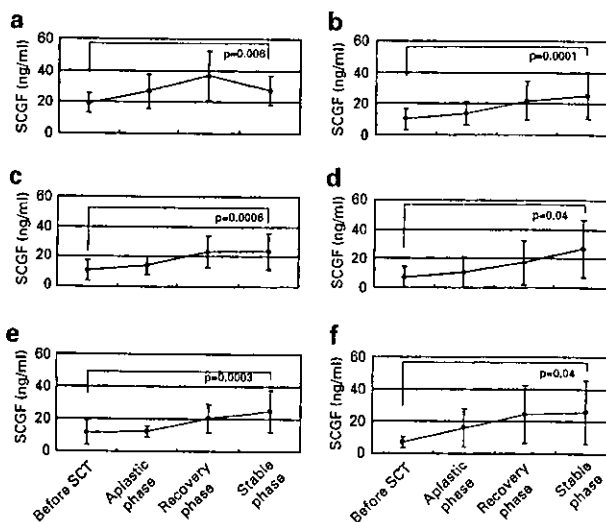 a
60
40
20
0
SCGF (ng/ml)
p=0.008
b
60
40
20
0
SCGF (ng/ml)
p=0.0001
c
60
40
20
0
SCGF (ng/ml)
p=0.0006
d
60
40
20
0
SCGF (ng/ml)
p=0.04
e
60
40
20
0
SCGF (ng/ml)
p=0.0003
Before SCT
Aplastic
phase
Recovery
phase
Stable
phase
f
60
40
20
0
SCGF (ng/ml)
p=0.04
Before SCT
Aplastic
phase
Recovery
phase
Stable
phase